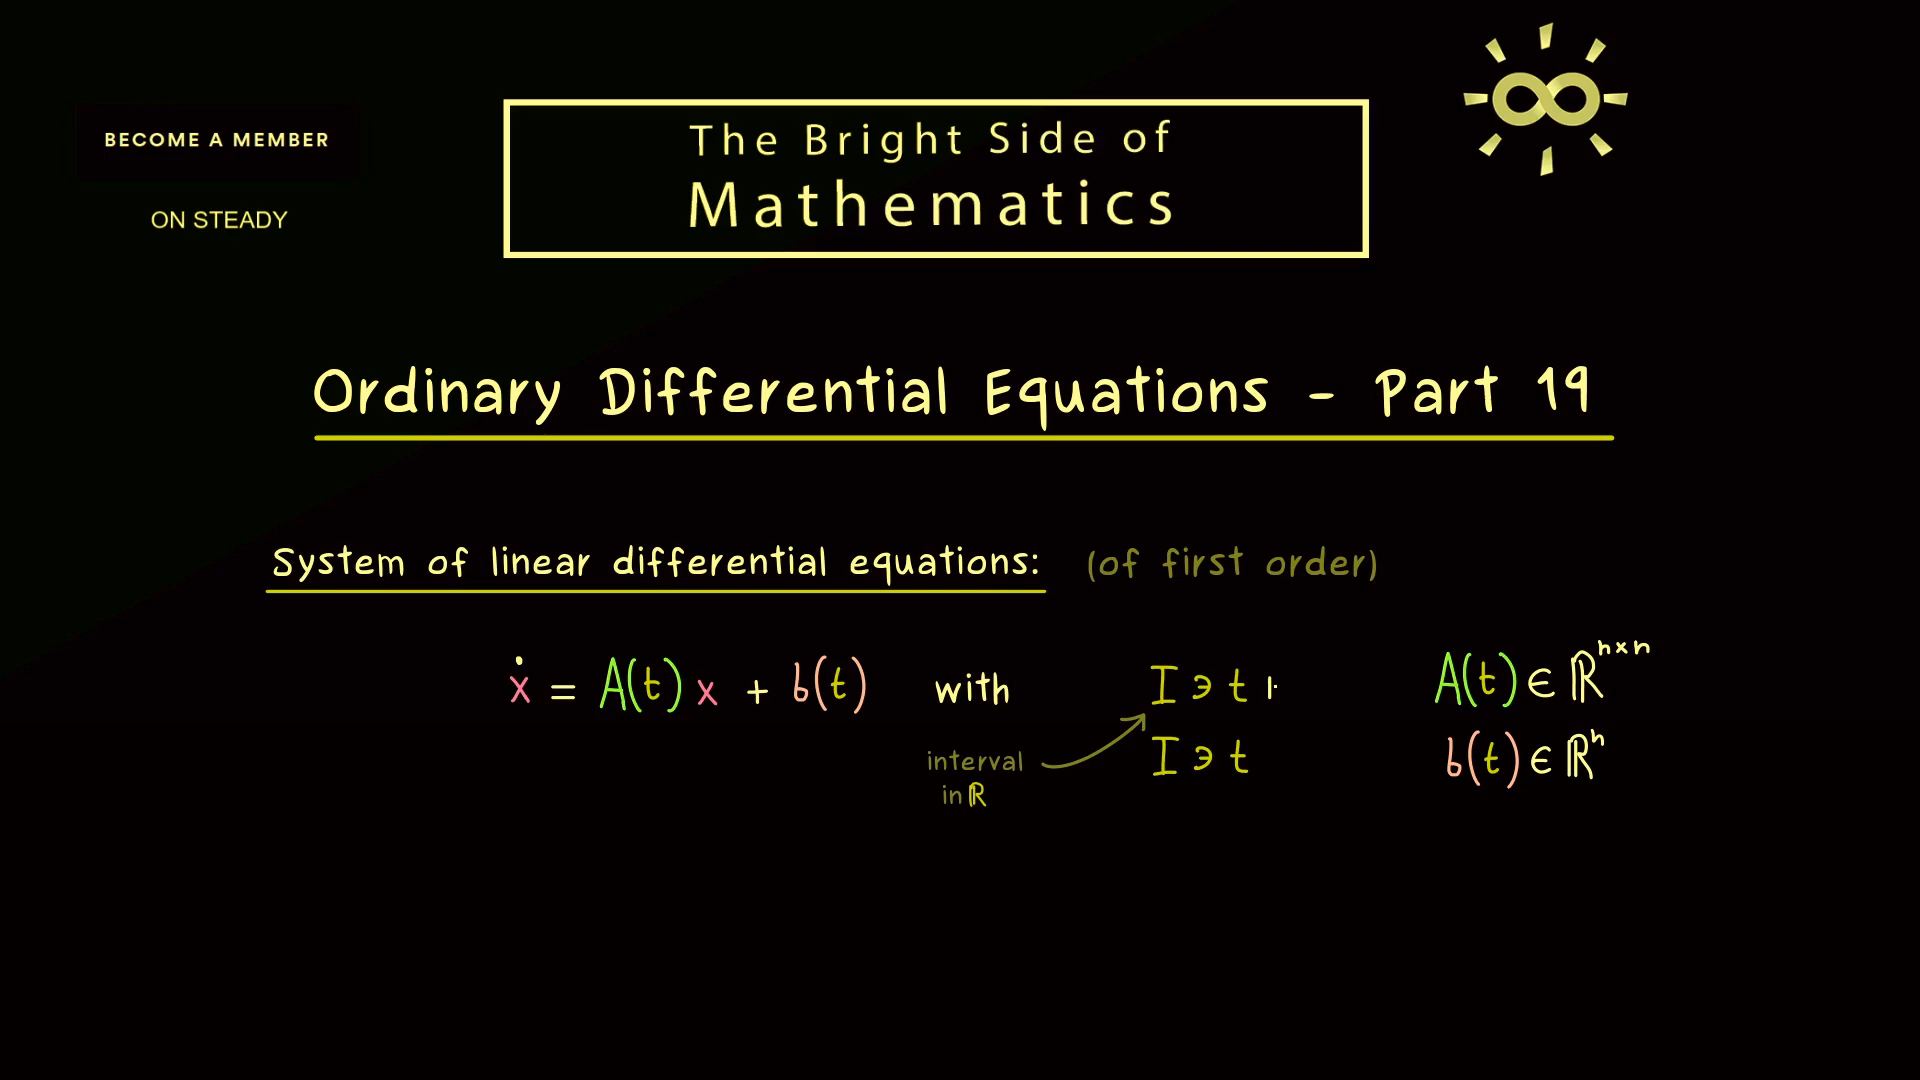 BECOME A MEMBER
ON STEADY
The Bright Side of
Mathematics
Ordinary Differential Equations - Part 19
System of linear differential equations: (of first order)
ẋ = A(t) x + b(t) with I ∋ t ⊢ A(t) ∈ ℝⁿˣⁿ
I ∋ t b(t) ∈ ℝⁿ
interval
in ℝ